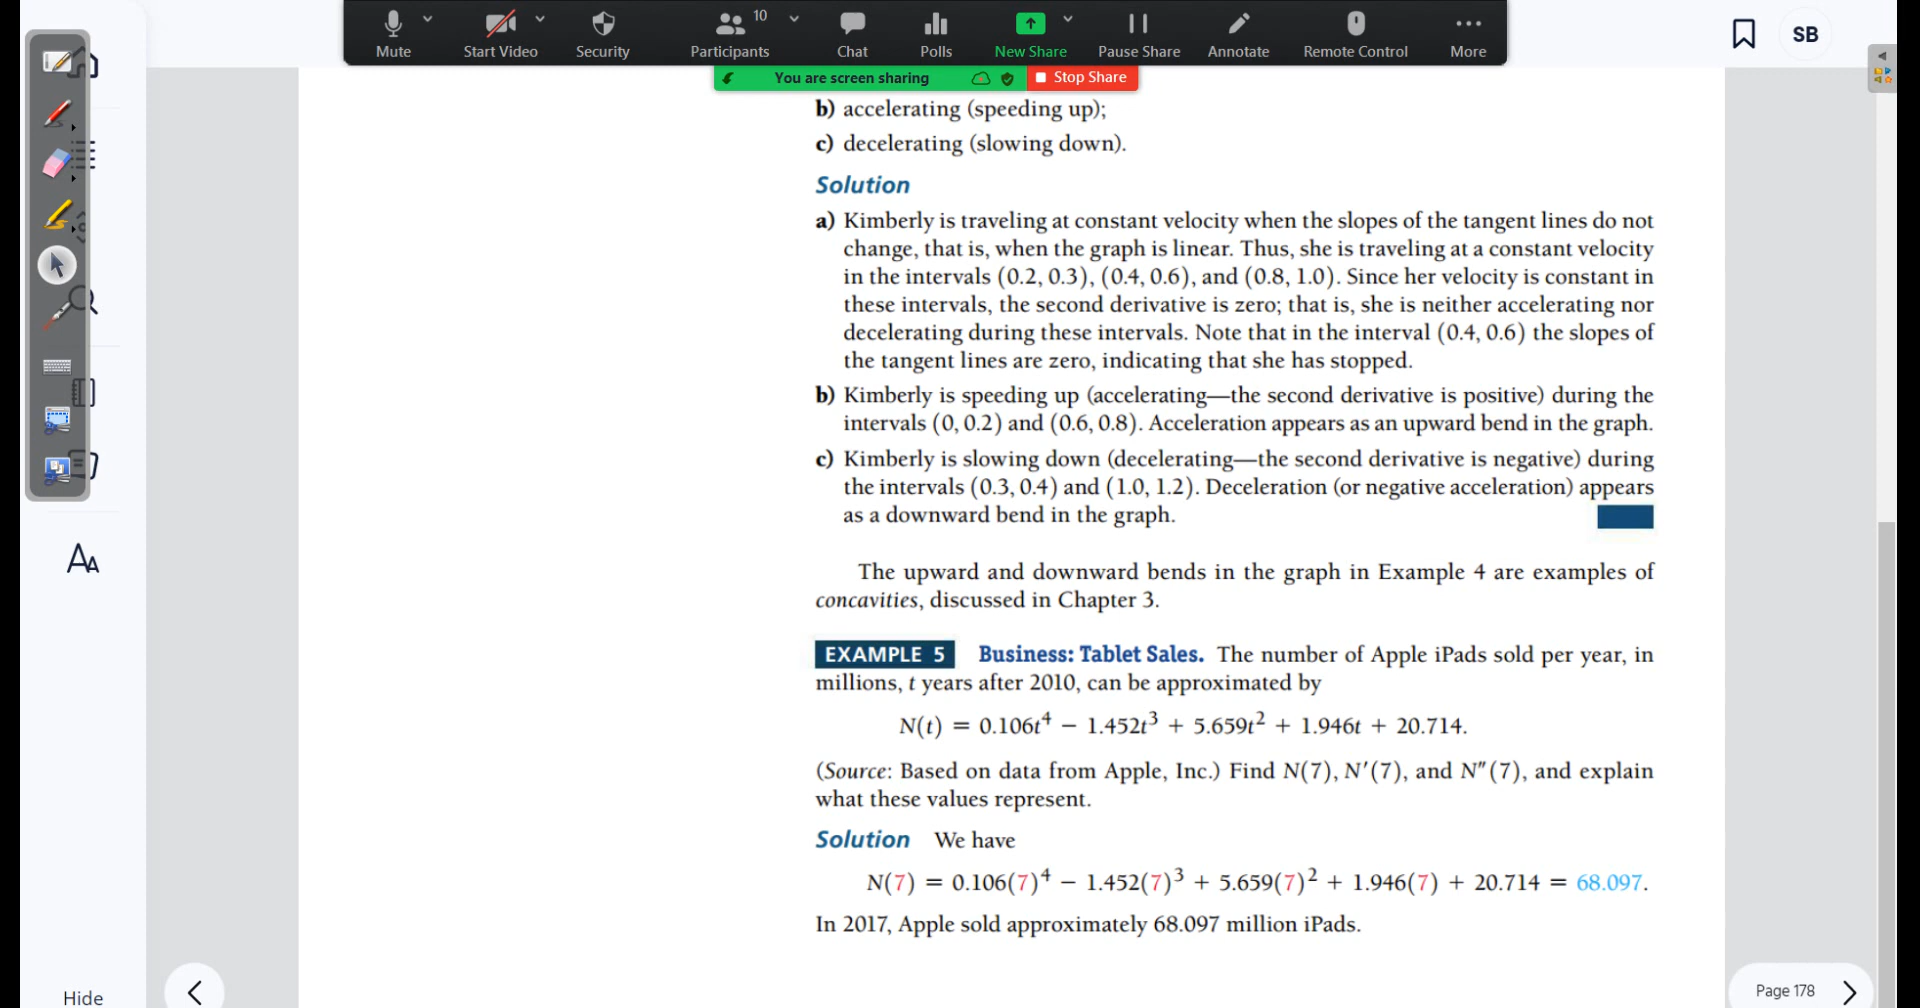 Mute
Start Video
Security
Participants
10
Chat
Polls
New Share
Pause Share
Annotate
Remote Control
More
SB
You are screen sharing
Stop Share
b) accelerating (speeding up);
c) decelerating (slowing down).
Solution
a) Kimberly is traveling at constant velocity when the slopes of the tangent lines do not
change, that is, when the graph is linear. Thus, she is traveling at a constant velocity
in the intervals (0.2, 0.3), (0.4, 0.6), and (0.8, 1.0). Since her velocity is constant in
these intervals, the second derivative is zero; that is, she is neither accelerating nor
decelerating during these intervals. Note that in the interval (0.4, 0.6) the slopes of
the tangent lines are zero, indicating that she has stopped.
b) Kimberly is speeding up (accelerating—the second derivative is positive) during the
intervals (0, 0.2) and (0.6, 0.8). Acceleration appears as an upward bend in the graph.
c) Kimberly is slowing down (decelerating—the second derivative is negative) during
the intervals (0.3, 0.4) and (1.0, 1.2). Deceleration (or negative acceleration) appears
as a downward bend in the graph.
The upward and downward bends in the graph in Example 4 are examples of
concavities, discussed in Chapter 3.
EXAMPLE 5 Business: Tablet Sales. The number of Apple iPads sold per year, in
millions, t years after 2010, can be approximated by
N(t) = 0.106t⁴ − 1.452t³ + 5.659t² + 1.946t + 20.714.
(Source: Based on data from Apple, Inc.) Find N(7), N′(7), and N″(7), and explain
what these values represent.
Solution We have
N(7) = 0.106(7)⁴ − 1.452(7)³ + 5.659(7)² + 1.946(7) + 20.714 = 68.097.
In 2017, Apple sold approximately 68.097 million iPads.
AA
Hide
Page 178